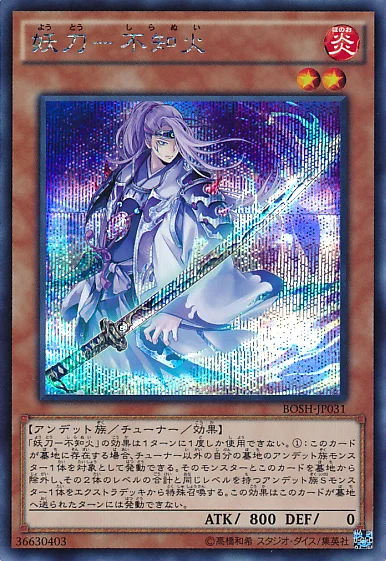 ようとう しらぬい
妖刀-不知火
ほのお
炎
BOSH-JP031
【アンデット族/チューナー/効果】
「妖刀-不知火」の効果は1ターンに1度しか使用できない。①:このカードが
墓地に存在する場合、チューナー以外の自分の墓地のアンデット族モンス
ター1体を対象として発動できる。そのモンスターとこのカードを墓地から
除外し、その2体のレベルの合計と同じレベルを持つアンデット族Sモンス
ター1体をエクストラデッキから特殊召喚する。この効果はこのカードが墓地
へ送られたターンには発動できない。
ATK/ 800 DEF/ 0
36630403
©高橋和希 スタジオ・ダイス/集英社